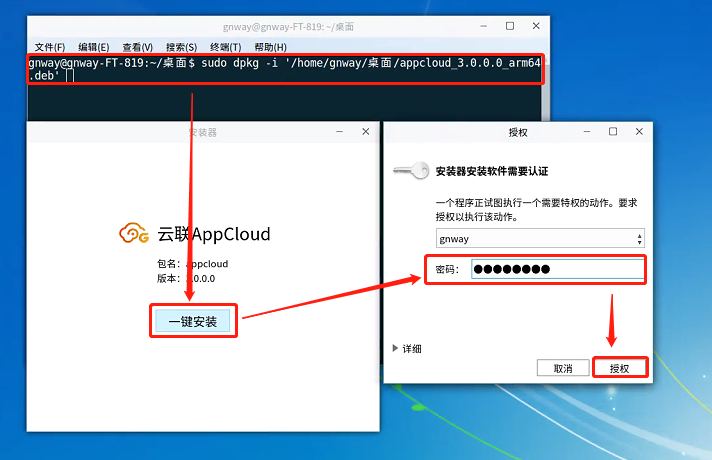 gnway@gnway-FT-819: ~/桌面
文件(F) 编辑(E) 查看(V) 搜索(S) 终端(T) 帮助(H)
gnway@gnway-FT-819:~/桌面$ sudo dpkg -i '/home/gnway/桌面/appcloud_3.0.0.0_arm64
.deb'
安装器
云联AppCloud
包名: appcloud
版本: 3.0.0.0
一键安装
授权
安装器安装软件需要认证
一个程序正试图执行一个需要特权的动作。要求
授权以执行该动作。
gnway
密码: ●●●●●●●●
详细
取消 授权